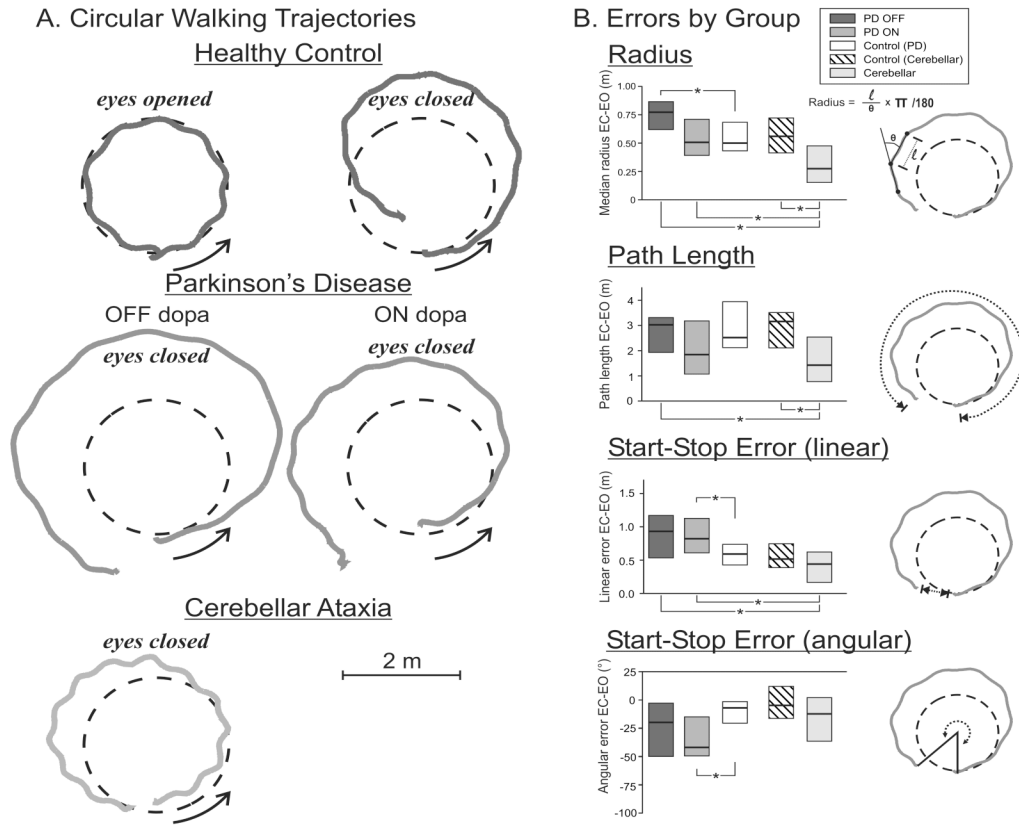 A. Circular Walking Trajectories
Healthy Control
eyes opened
eyes closed
Parkinson's Disease
OFF dopa
ON dopa
eyes closed
eyes closed
Cerebellar Ataxia
eyes closed
2 m
B. Errors by Group
PD OFF
PD ON
Control (PD)
Control (Cerebellar)
Cerebellar
Radius
Median radius EC-EO (m)
1.00
0.75
0.50
0.25
0
*
*
*
*
Radius = ℓ/θ × π /180
θ
ℓ
Path Length
Path length EC-EO (m)
4
3
2
1
0
*
*
Start-Stop Error (linear)
Linear error EC-EO (m)
1.5
1.0
0.5
0.0
*
*
*
Start-Stop Error (angular)
Angular error EC-EO (°)
25
0
-25
-50
-75
-100
*